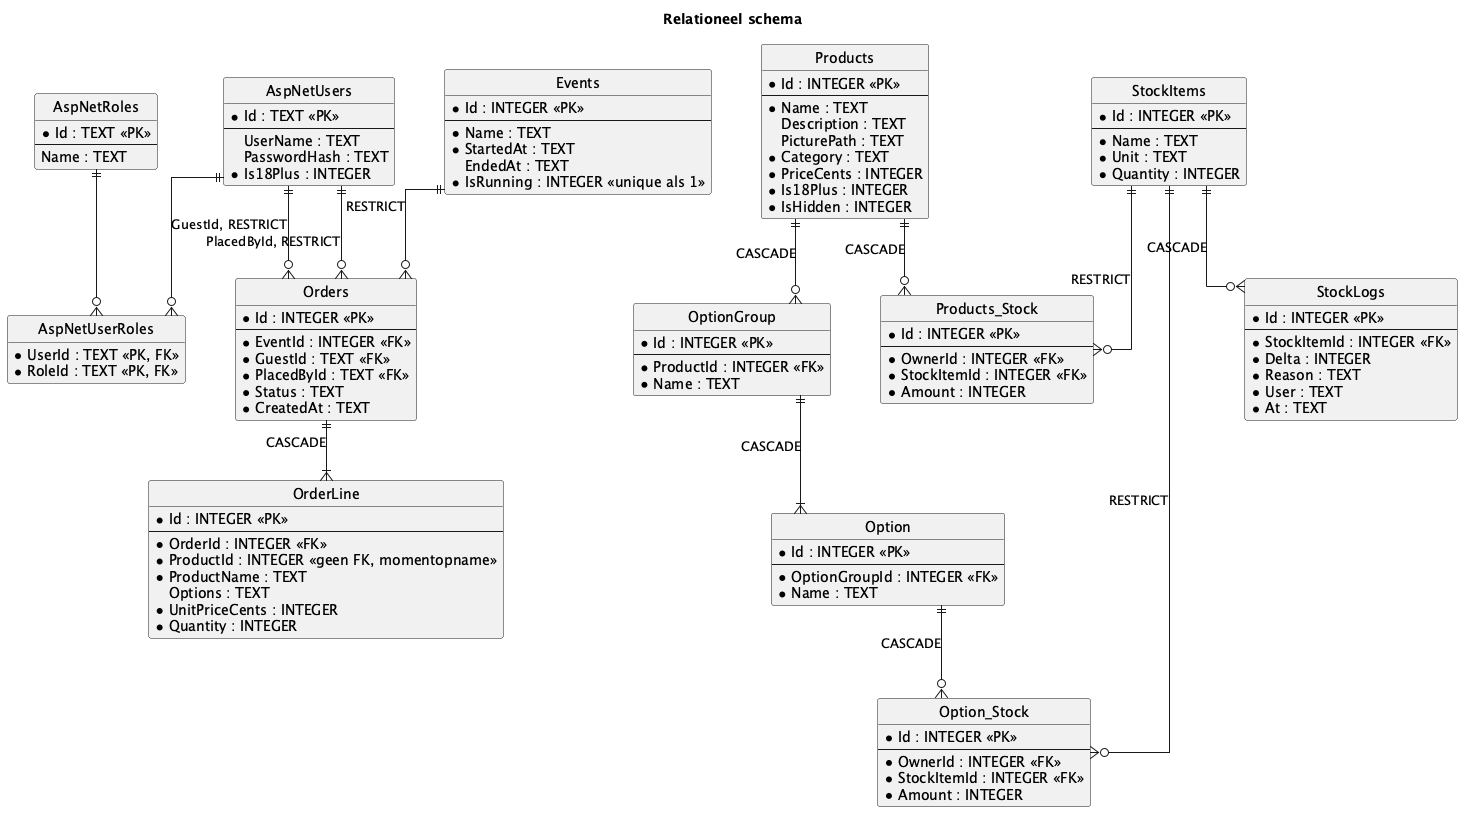 Relationeel schema
AspNetRoles
* Id : TEXT «PK»
Name : TEXT
AspNetUsers
* Id : TEXT «PK»
UserName : TEXT
PasswordHash : TEXT
* Is18Plus : INTEGER
Events
* Id : INTEGER «PK»
* Name : TEXT
* StartedAt : TEXT
EndedAt : TEXT
* IsRunning : INTEGER «unique als 1»
Products
* Id : INTEGER «PK»
* Name : TEXT
Description : TEXT
PicturePath : TEXT
* Category : TEXT
* PriceCents : INTEGER
* Is18Plus : INTEGER
* IsHidden : INTEGER
StockItems
* Id : INTEGER «PK»
* Name : TEXT
* Unit : TEXT
* Quantity : INTEGER
GuestId, RESTRICT
PlacedById, RESTRICT
RESTRICT
CASCADE
CASCADE
RESTRICT
CASCADE
AspNetUserRoles
* UserId : TEXT «PK, FK»
* RoleId : TEXT «PK, FK»
Orders
* Id : INTEGER «PK»
* EventId : INTEGER «FK»
* GuestId : TEXT «FK»
* PlacedById : TEXT «FK»
* Status : TEXT
* CreatedAt : TEXT
OptionGroup
* Id : INTEGER «PK»
* ProductId : INTEGER «FK»
* Name : TEXT
Products_Stock
* Id : INTEGER «PK»
* OwnerId : INTEGER «FK»
* StockItemId : INTEGER «FK»
* Amount : INTEGER
StockLogs
* Id : INTEGER «PK»
* StockItemId : INTEGER «FK»
* Delta : INTEGER
* Reason : TEXT
* User : TEXT
* At : TEXT
CASCADE
CASCADE
RESTRICT
OrderLine
* Id : INTEGER «PK»
* OrderId : INTEGER «FK»
* ProductId : INTEGER «geen FK, momentopname»
* ProductName : TEXT
Options : TEXT
* UnitPriceCents : INTEGER
* Quantity : INTEGER
Option
* Id : INTEGER «PK»
* OptionGroupId : INTEGER «FK»
* Name : TEXT
CASCADE
Option_Stock
* Id : INTEGER «PK»
* OwnerId : INTEGER «FK»
* StockItemId : INTEGER «FK»
* Amount : INTEGER